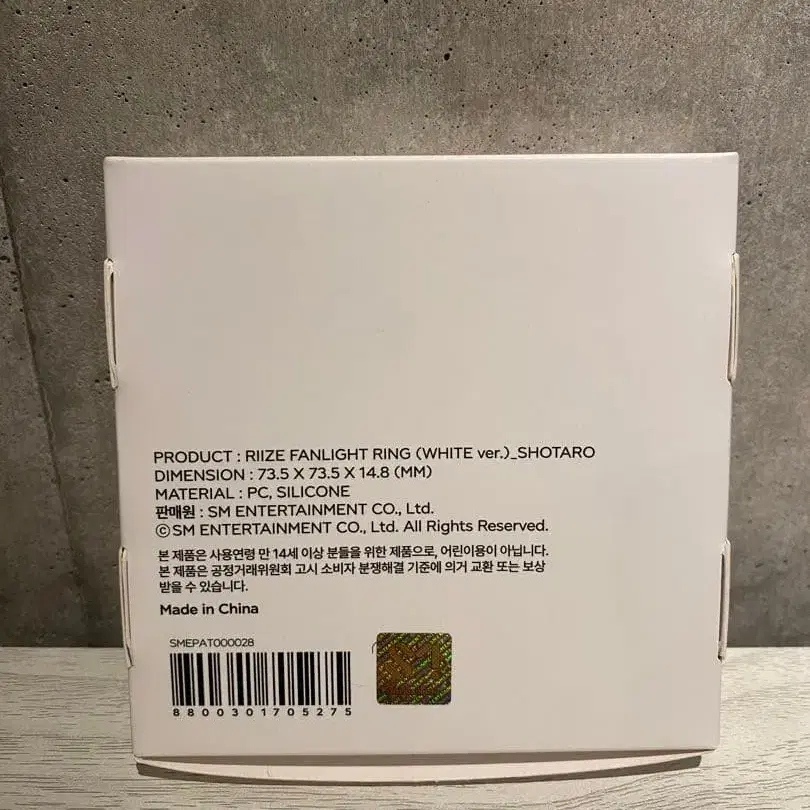 PRODUCT : RIIZE FANLIGHT RING (WHITE ver.)_SHOTARO
DIMENSION : 73.5 X 73.5 X 14.8 (MM)
MATERIAL : PC, SILICONE
판매원 : SM ENTERTAINMENT CO., Ltd.
ⓒSM ENTERTAINMENT CO., Ltd. All Rights Reserved.
본 제품은 사용연령 만 14세 이상 분들을 위한 제품으로, 어린이용이 아닙니다.
본 제품은 공정거래위원회 고시 소비자 분쟁해결 기준에 의거 교환 또는 보상
받을 수 있습니다.
Made in China
SMEPAT000028
8800301705275